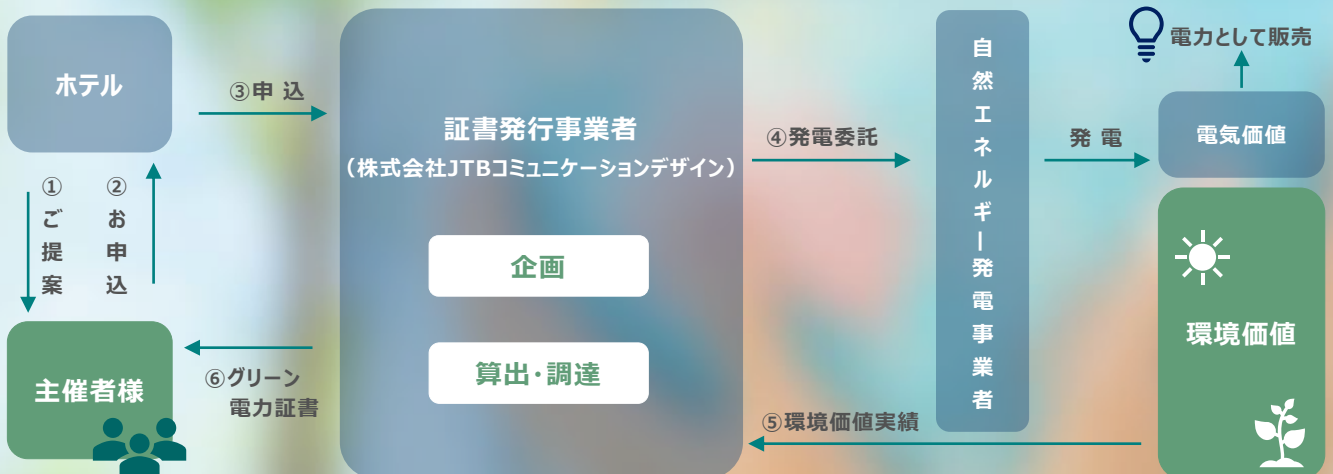 ホテル
③申 込
①ご提案
②お申込
主催者様
証書発行事業者
(株式会社JTBコミュニケーションデザイン)
企画
算出・調達
⑥グリーン
電力証書
④発電委託
自然エネルギー発電事業者
発 電
電力として販売
電気価値
環境価値
⑤環境価値実績